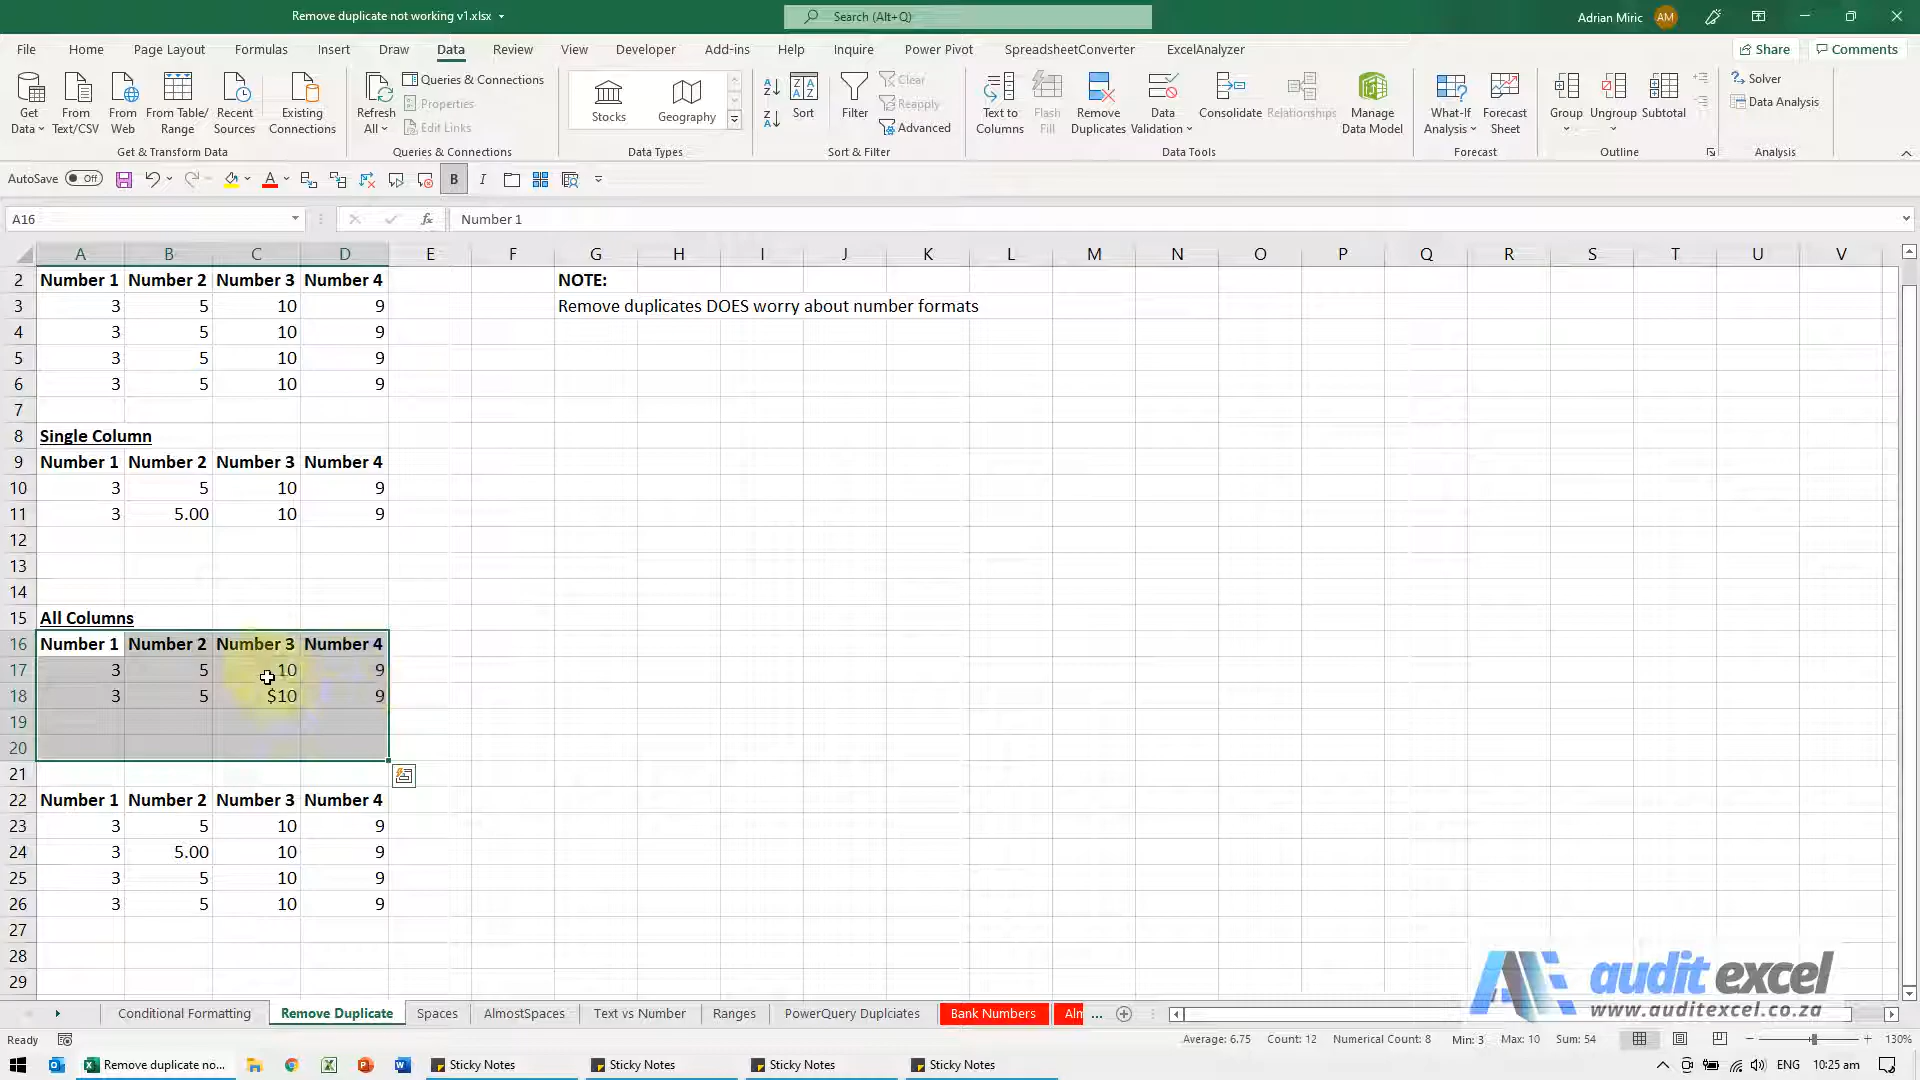 Remove duplicate not working v1.xlsx
Search (Alt+Q)
Adrian Miric AM
File Home Page Layout Formulas Insert Draw Data Review View Developer Add-ins Help Inquire Power Pivot SpreadsheetConverter ExcelAnalyzer Share Comments
Get Data
From Text/CSV
From Web
From Table/ Range
Recent Sources
Existing Connections
Get & Transform Data
Refresh All
Queries & Connections
Properties
Edit Links
Queries & Connections
Stocks
Geography
Data Types
Sort
Filter
Clear
Reapply
Advanced
Sort & Filter
Text to Columns
Flash Fill
Remove Duplicates
Data Validation
Consolidate
Relationships
Manage Data Model
Data Tools
What-If Analysis
Forecast Sheet
Forecast
Group
Ungroup
Subtotal
Outline
Solver
Data Analysis
Analysis
AutoSave Off B I
A16 fx Number 1
A B C D E F G H I J K L M N O P Q R S T U V
2 Number 1 Number 2 Number 3 Number 4 NOTE:
3 3 5 10 9 Remove duplicates DOES worry about number formats
4 3 5 10 9
5 3 5 10 9
6 3 5 10 9
7
8 Single Column
9 Number 1 Number 2 Number 3 Number 4
10 3 5 10 9
11 3 5.00 10 9
12
13
14
15 All Columns
16 Number 1 Number 2 Number 3 Number 4
17 3 5 10 9
18 3 5 $10 9
19
20
21
22 Number 1 Number 2 Number 3 Number 4
23 3 5 10 9
24 3 5.00 10 9
25 3 5 10 9
26 3 5 10 9
27
28
29
audit excel
www.auditexcel.co.za
Conditional Formatting Remove Duplicate Spaces AlmostSpaces Text vs Number Ranges PowerQuery Duplciates Bank Numbers Alm ...
Ready Average: 6.75 Count: 12 Numerical Count: 8 Min: 3 Max: 10 Sum: 54 130%
Remove duplicate no... Sticky Notes Sticky Notes Sticky Notes Sticky Notes ENG 10:25 am